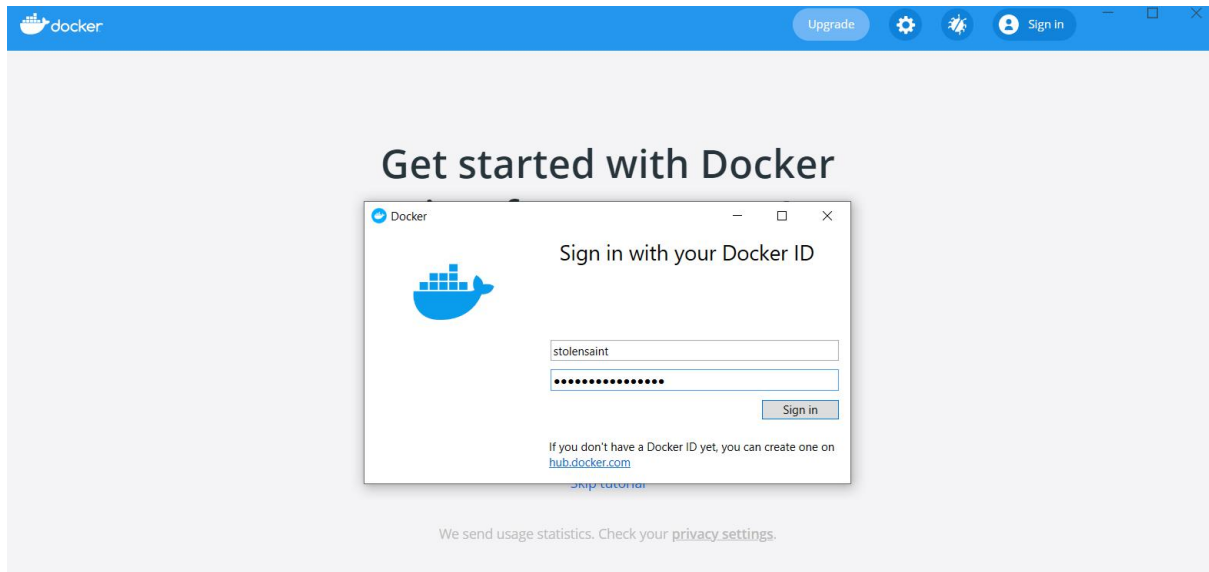 docker
Upgrade
Sign in
Get started with Docker
Docker
Sign in with your Docker ID
stolensaint
••••••••••••••••
Sign in
If you don't have a Docker ID yet, you can create one on
hub.docker.com
Skip tutorial
We send usage statistics. Check your privacy settings.